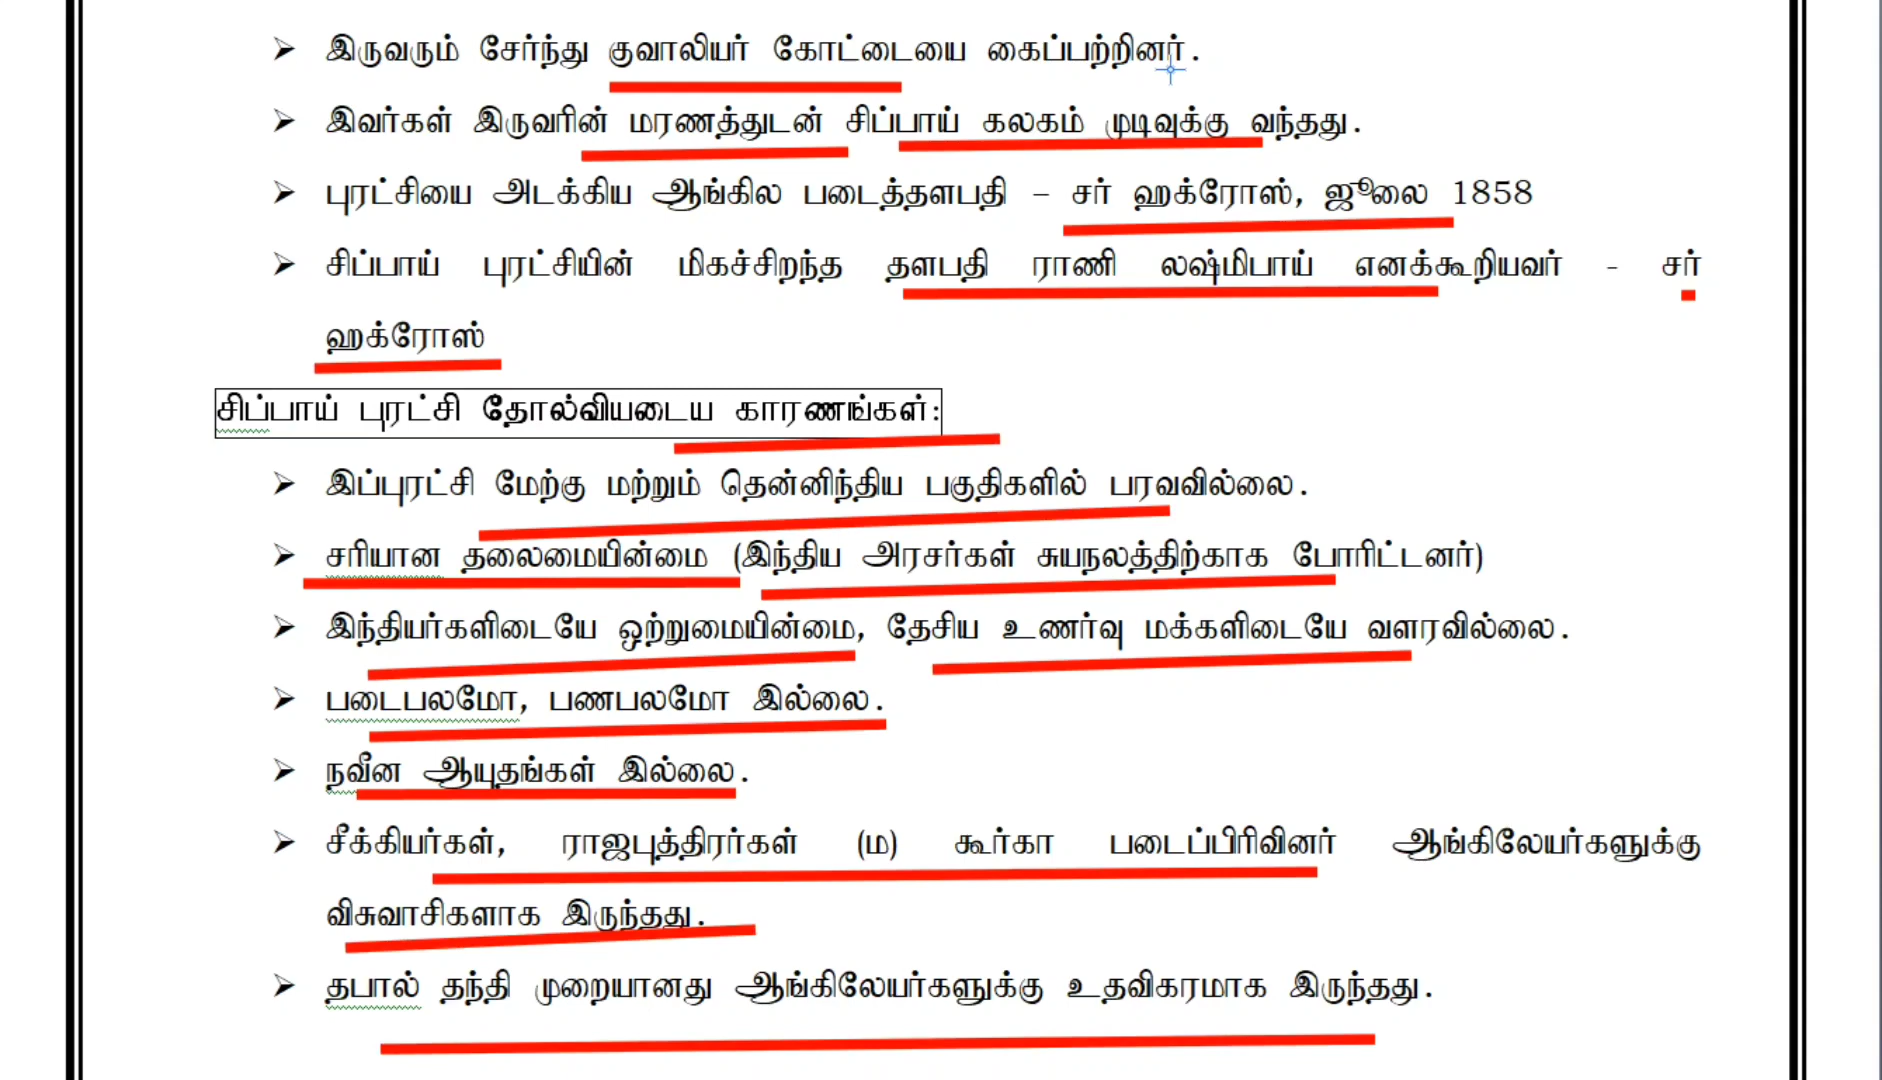 ➢ இருவரும் சேர்ந்து குவாலியர் கோட்டையை கைப்பற்றினர்.
➢ இவர்கள் இருவரின் மரணத்துடன் சிப்பாய் கலகம் முடிவுக்கு வந்தது.
➢ புரட்சியை அடக்கிய ஆங்கில படைத்தளபதி – சர் ஹக்ரோஸ், ஜூலை 1858
➢ சிப்பாய் புரட்சியின் மிகச்சிறந்த தளபதி ராணி லஷ்மிபாய் எனக்கூறியவர் - சர்
ஹக்ரோஸ்
சிப்பாய் புரட்சி தோல்வியடைய காரணங்கள்:
➢ இப்புரட்சி மேற்கு மற்றும் தென்னிந்திய பகுதிகளில் பரவவில்லை.
➢ சரியான தலைமையின்மை (இந்திய அரசர்கள் சுயநலத்திற்காக போரிட்டனர்)
➢ இந்தியர்களிடையே ஒற்றுமையின்மை, தேசிய உணர்வு மக்களிடையே வளரவில்லை.
➢ படைபலமோ, பணபலமோ இல்லை.
➢ நவீன ஆயுதங்கள் இல்லை.
➢ சீக்கியர்கள், ராஜபுத்திரர்கள் (ம) கூர்கா படைப்பிரிவினர் ஆங்கிலேயர்களுக்கு
விசுவாசிகளாக இருந்தது.
➢ தபால் தந்தி முறையானது ஆங்கிலேயர்களுக்கு உதவிகரமாக இருந்தது.